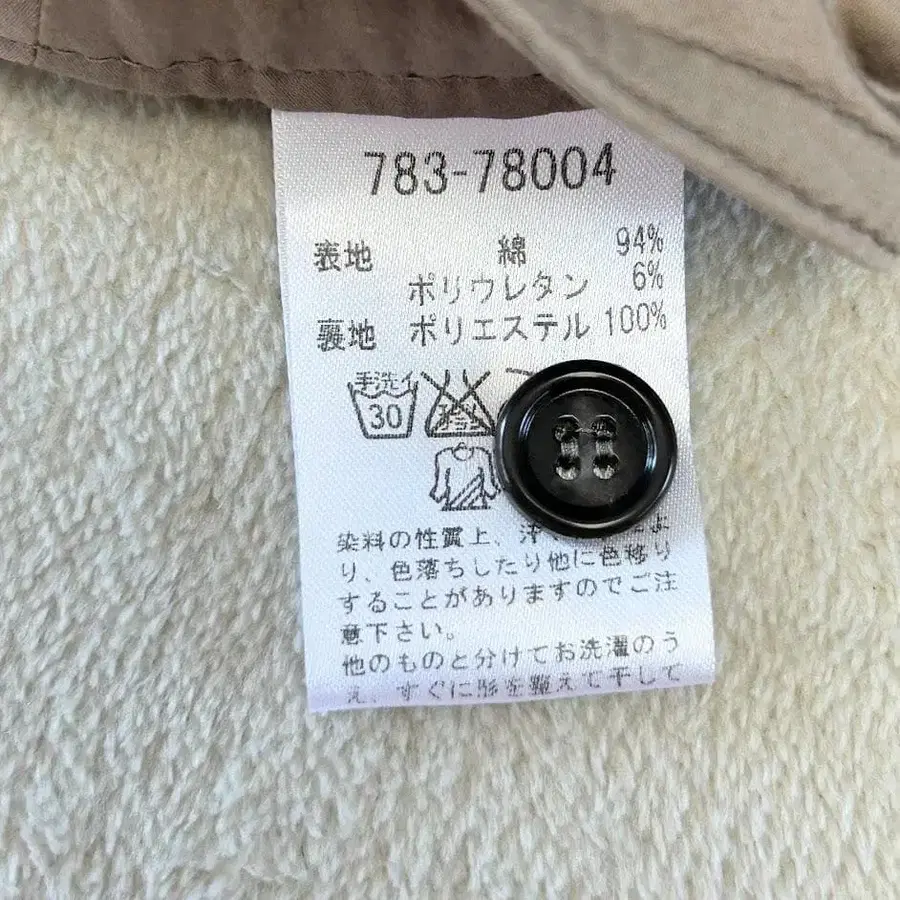 783-78004
表地 綿 94%
ポリウレタン 6%
裏地 ポリエステル 100%
手洗イ
30
染料の性質上、汗、 よ
り、色落ちしたり他に色移り
することがありますのでご注
意下さい。
他のものと分けてお洗濯のう
え、すぐに形を整えて干して